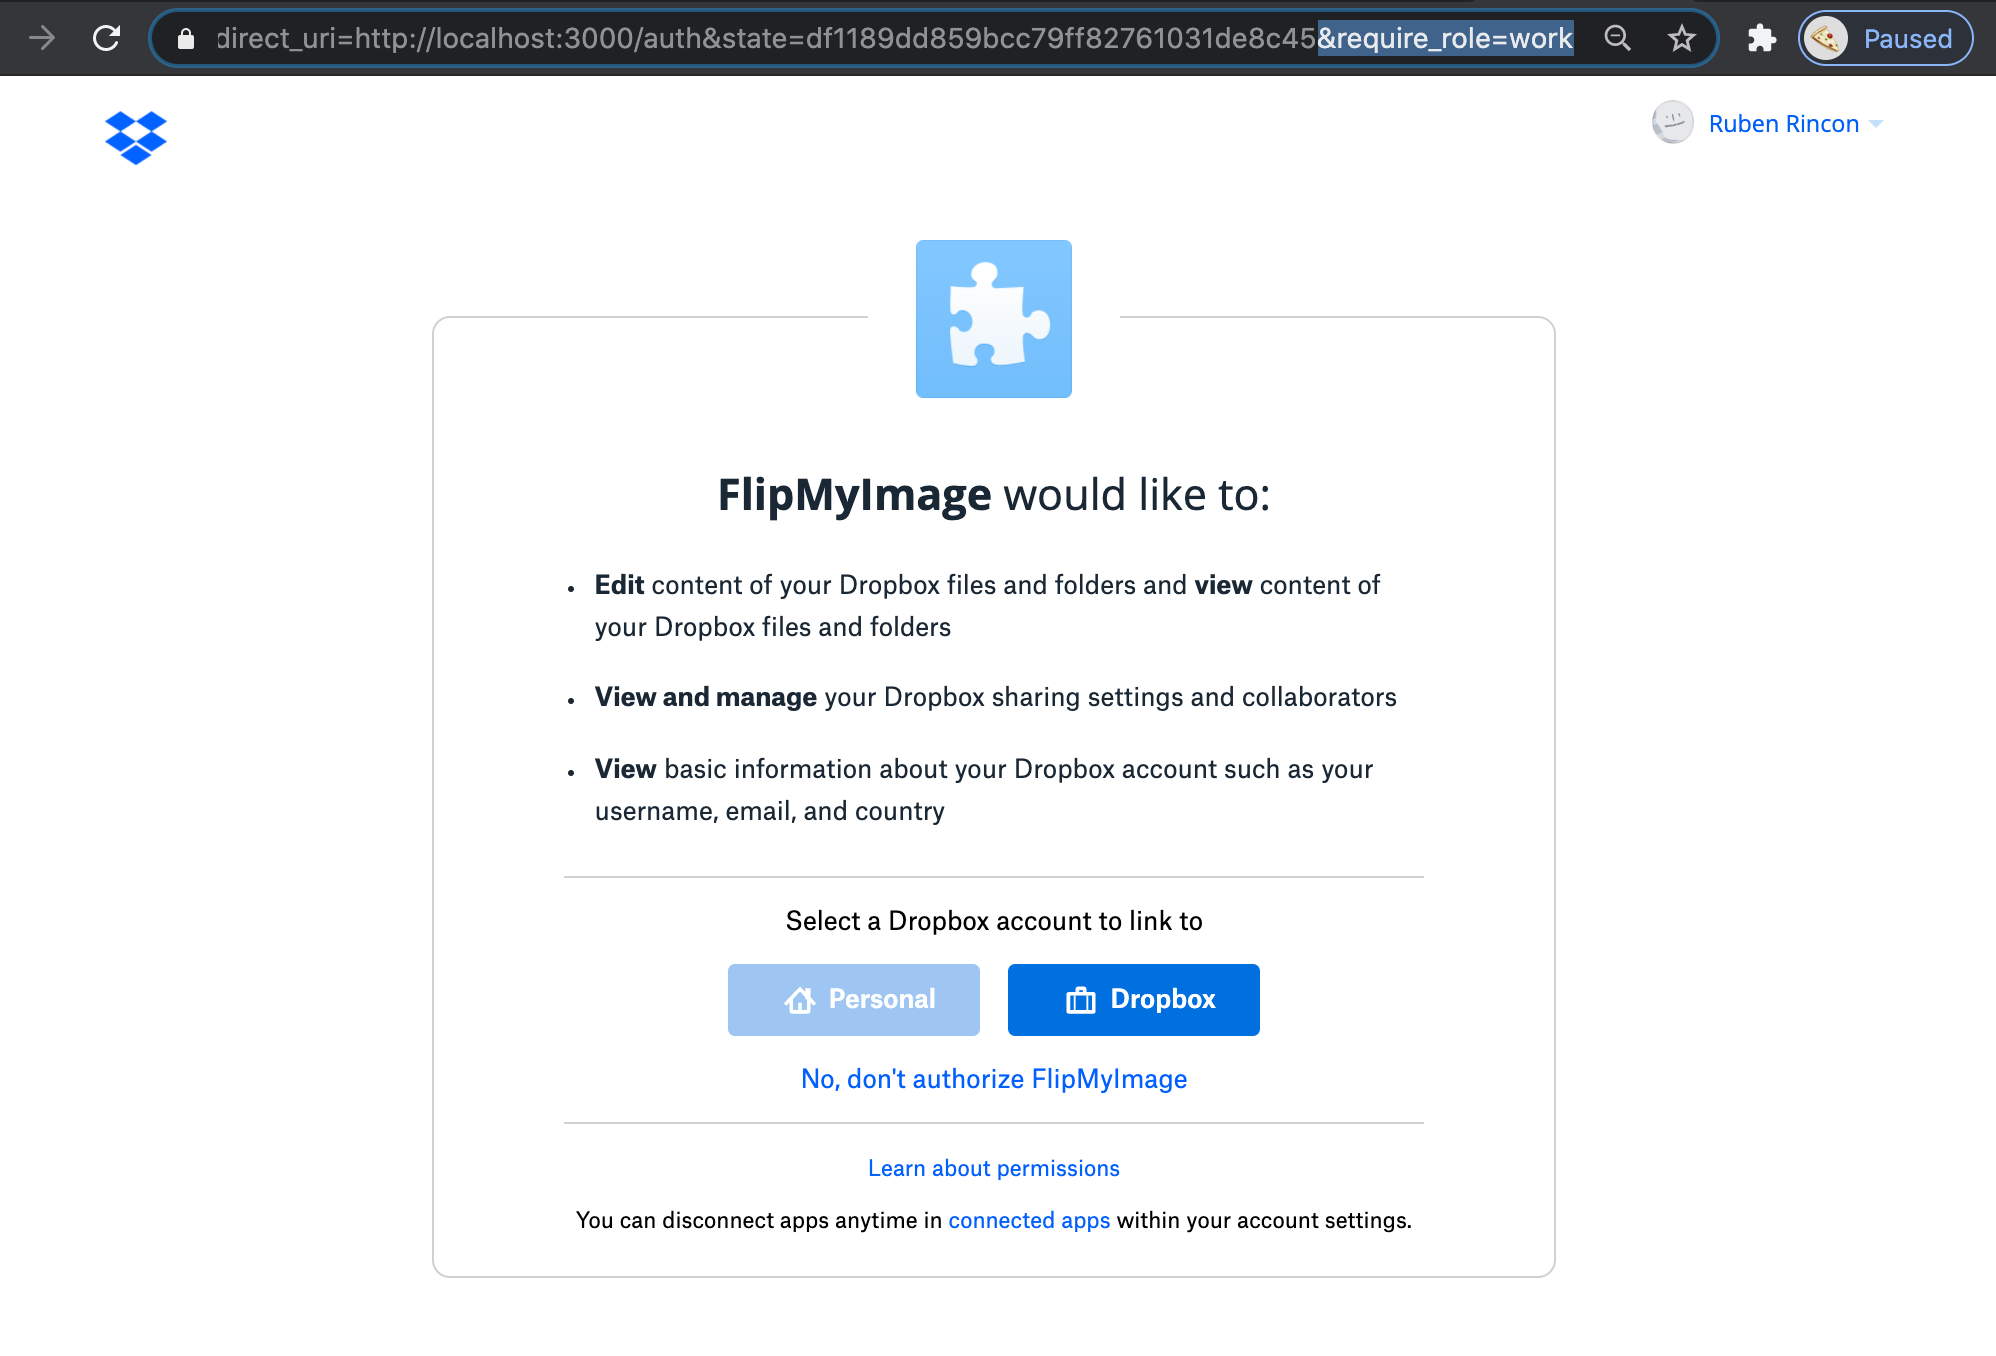 direct_uri=http://localhost:3000/auth&state=df1189dd859bcc79ff82761031de8c45&require_role=work
Paused
Ruben Rincon
FlipMyImage would like to:
• Edit content of your Dropbox files and folders and view content of
your Dropbox files and folders
• View and manage your Dropbox sharing settings and collaborators
• View basic information about your Dropbox account such as your
username, email, and country
Select a Dropbox account to link to
Personal
Dropbox
No, don't authorize FlipMyImage
Learn about permissions
You can disconnect apps anytime in connected apps within your account settings.